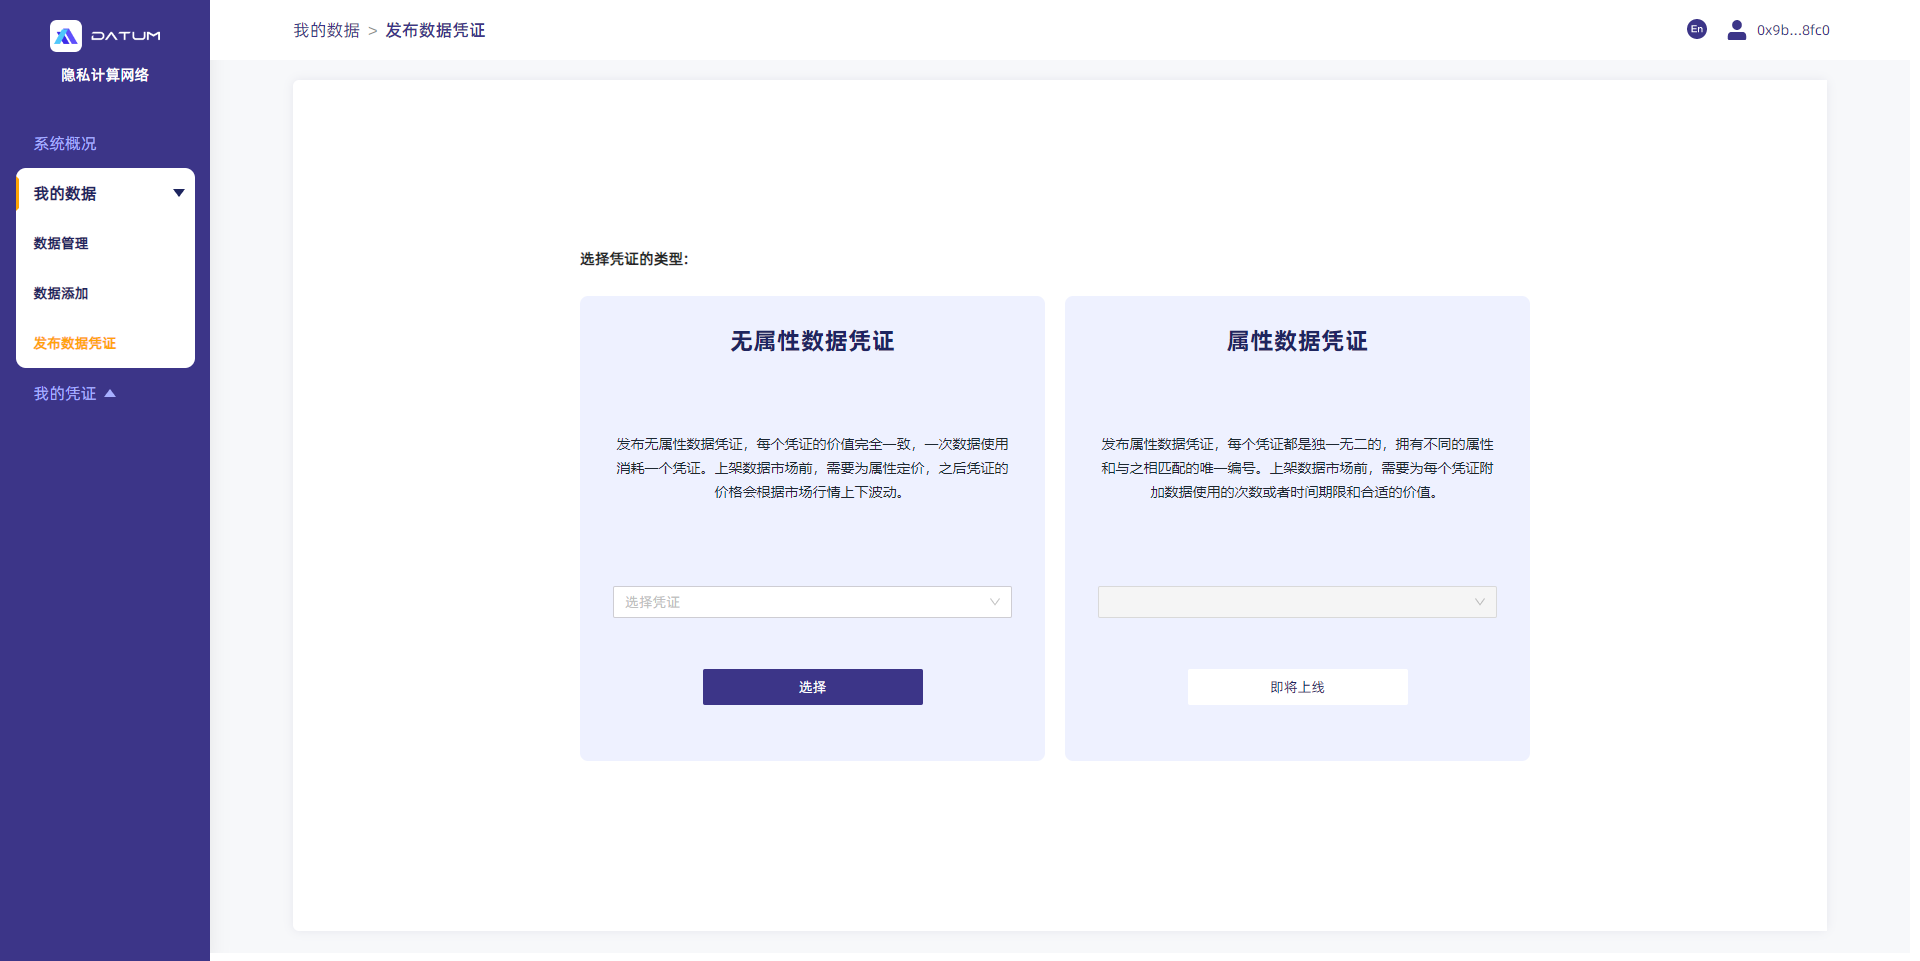 DATUM
隐私计算网络
系统概况
我的数据
数据管理
数据添加
发布数据凭证
我的凭证
我的数据 > 发布数据凭证
En
0x9b...8fc0
选择凭证的类型：
无属性数据凭证
发布无属性数据凭证，每个凭证的价值完全一致，一次数据使用
消耗一个凭证。上架数据市场前，需要为属性定价，之后凭证的
价格会根据市场行情上下波动。
选择凭证
选择
属性数据凭证
发布属性数据凭证，每个凭证都是独一无二的，拥有不同的属性
和与之相匹配的唯一编号。上架数据市场前，需要为每个凭证附
加数据使用的次数或者时间期限和合适的价值。
即将上线